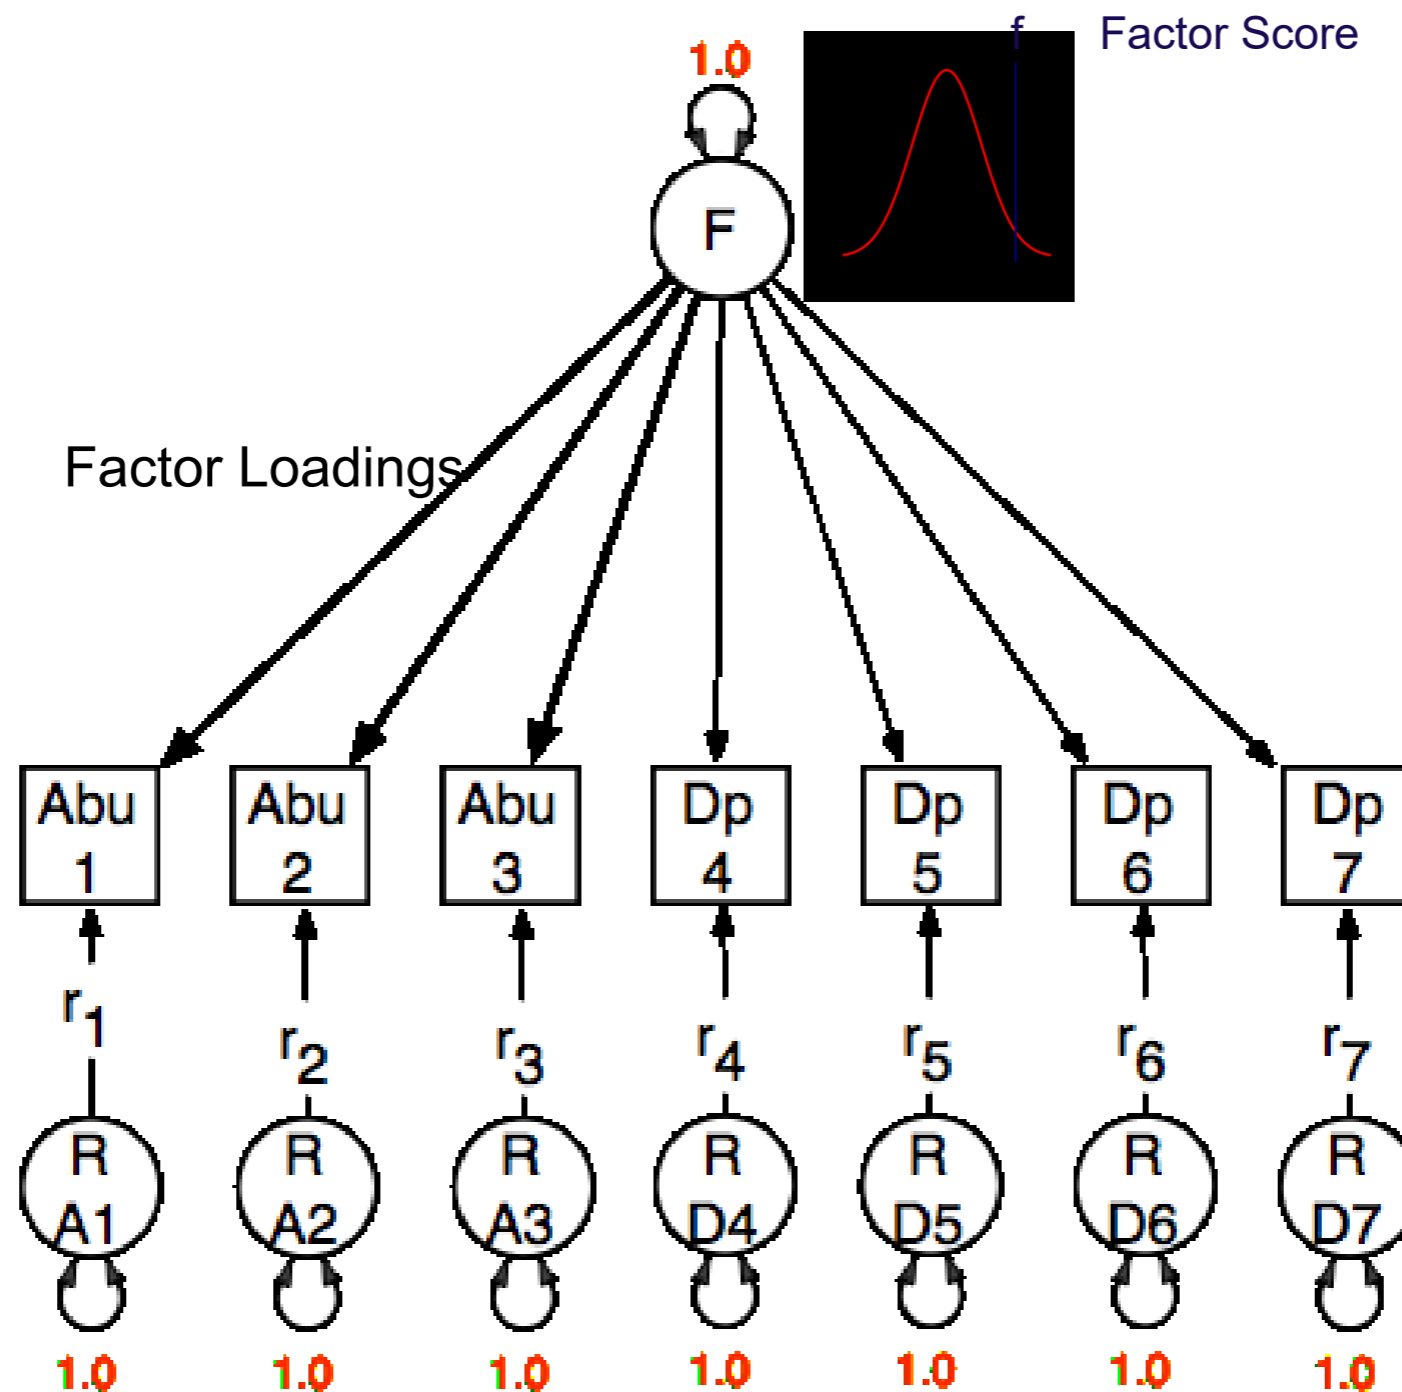 f Factor Score
1.0
F
Factor Loadings
Abu Abu Abu Dp Dp Dp Dp
1 2 3 4 5 6 7
r1 r2 r3 r4 r5 r6 r7
R R R R R R R
A1 A2 A3 D4 D5 D6 D7
1.0 1.0 1.0 1.0 1.0 1.0 1.0